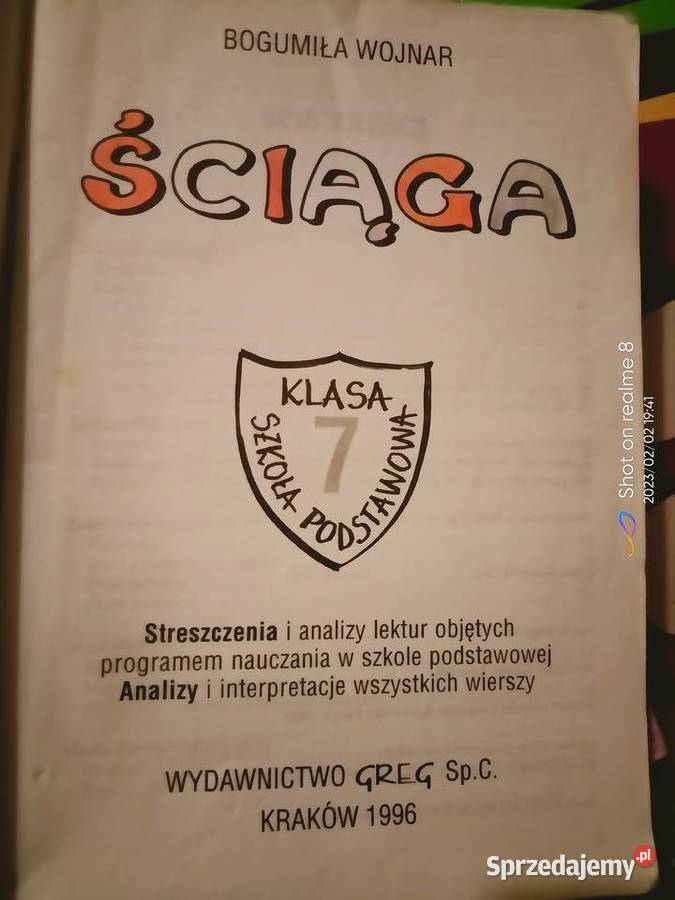 BOGUMIŁA WOJNAR
ŚCIĄGA
KLASA
7
SZKOŁA PODSTAWOWA
Streszczenia i analizy lektur objętych
programem nauczania w szkole podstawowej
Analizy i interpretacje wszystkich wierszy
WYDAWNICTWO GREG Sp.C.
KRAKÓW 1996
Shot on realme 8
2023/02/02 19:41
Sprzedajemy.pl